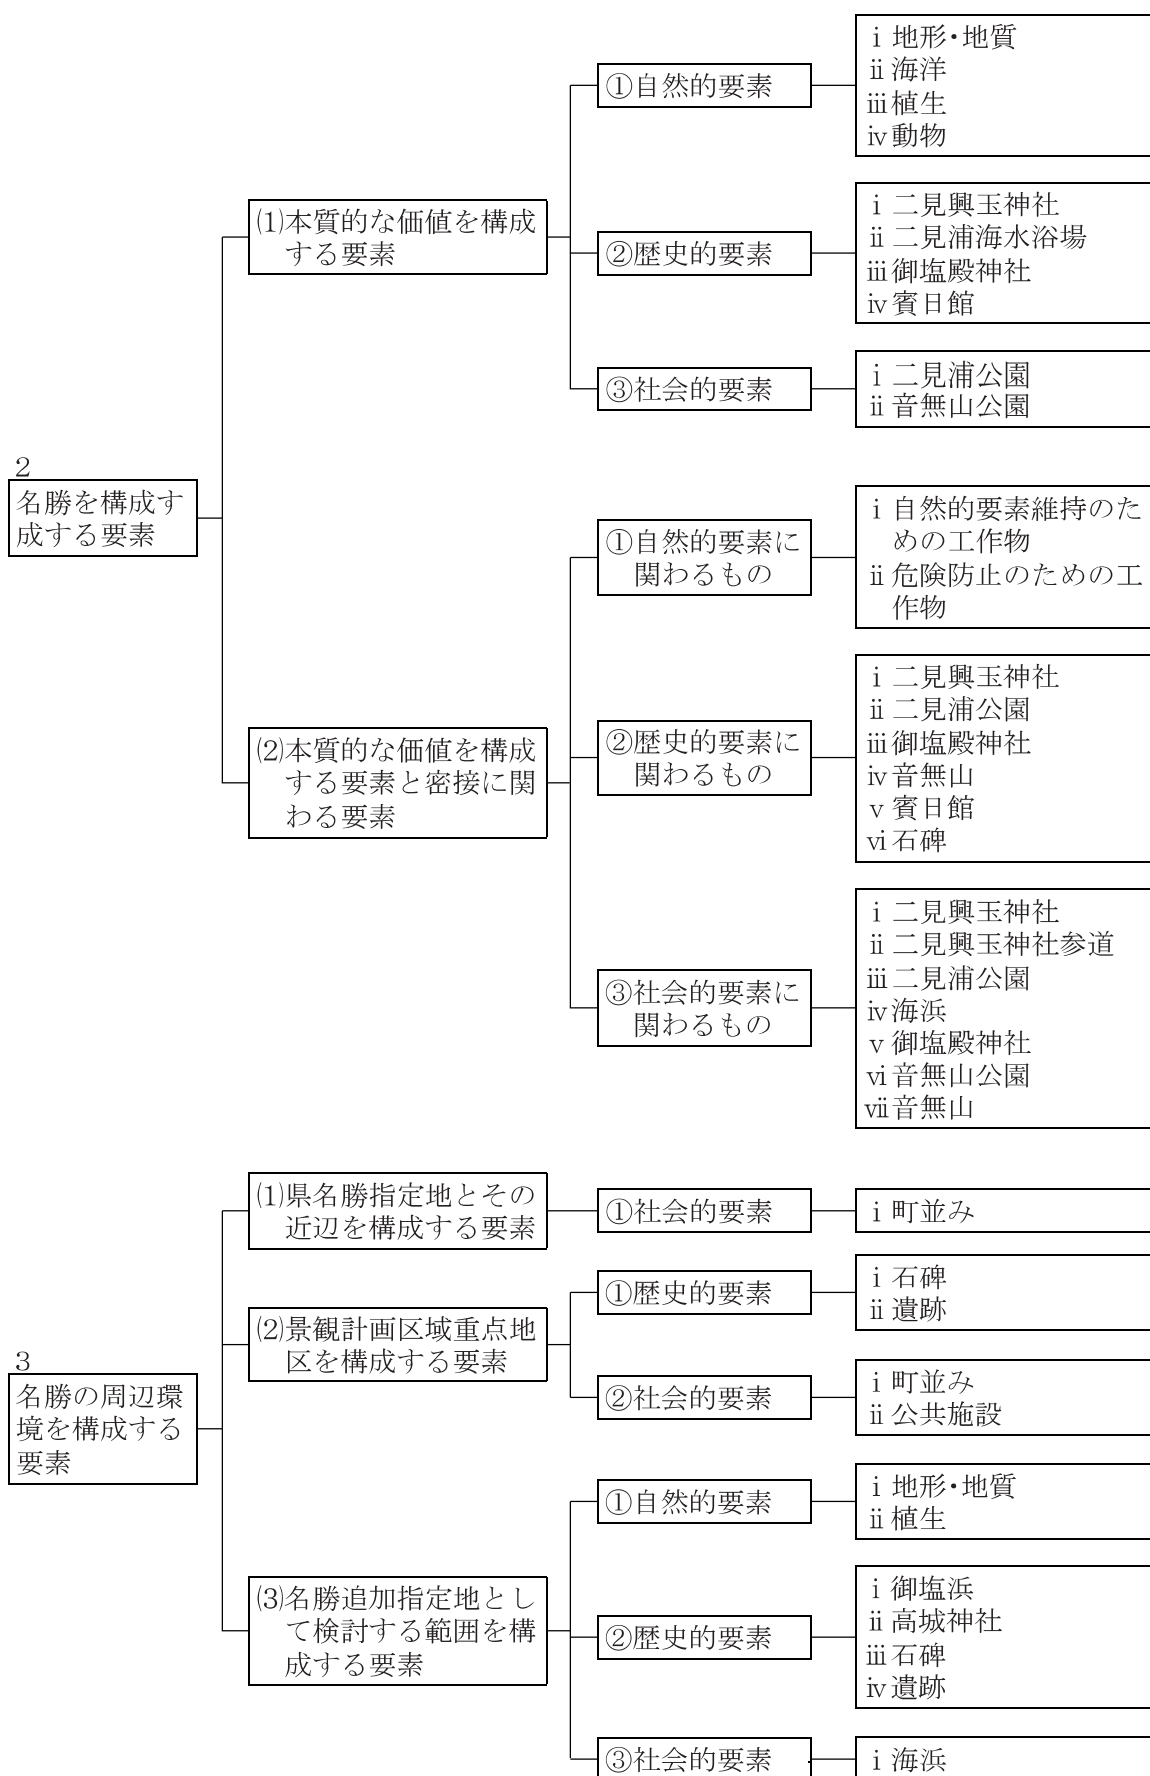 2
名勝を構成す
成する要素
⑴本質的な価値を構成
する要素
①自然的要素
ⅰ地形・地質
ⅱ海洋
ⅲ植生
ⅳ動物
②歴史的要素
ⅰ二見興玉神社
ⅱ二見浦海水浴場
ⅲ御塩殿神社
ⅳ賓日館
③社会的要素
ⅰ二見浦公園
ⅱ音無山公園
⑵本質的な価値を構成
する要素と密接に関
わる要素
①自然的要素に
関わるもの
ⅰ自然的要素維持のた
めの工作物
ⅱ危険防止のための工
作物
②歴史的要素に
関わるもの
ⅰ二見興玉神社
ⅱ二見浦公園
ⅲ御塩殿神社
ⅳ音無山
ⅴ賓日館
ⅵ石碑
③社会的要素に
関わるもの
ⅰ二見興玉神社
ⅱ二見興玉神社参道
ⅲ二見浦公園
ⅳ海浜
ⅴ御塩殿神社
ⅵ音無山公園
ⅶ音無山
3
名勝の周辺環
境を構成する
要素
⑴県名勝指定地とその
近辺を構成する要素
①社会的要素
ⅰ町並み
⑵景観計画区域重点地
区を構成する要素
①歴史的要素
ⅰ石碑
ⅱ遺跡
②社会的要素
ⅰ町並み
ⅱ公共施設
⑶名勝追加指定地とし
て検討する範囲を構
成する要素
①自然的要素
ⅰ地形・地質
ⅱ植生
②歴史的要素
ⅰ御塩浜
ⅱ高城神社
ⅲ石碑
ⅳ遺跡
③社会的要素
ⅰ海浜